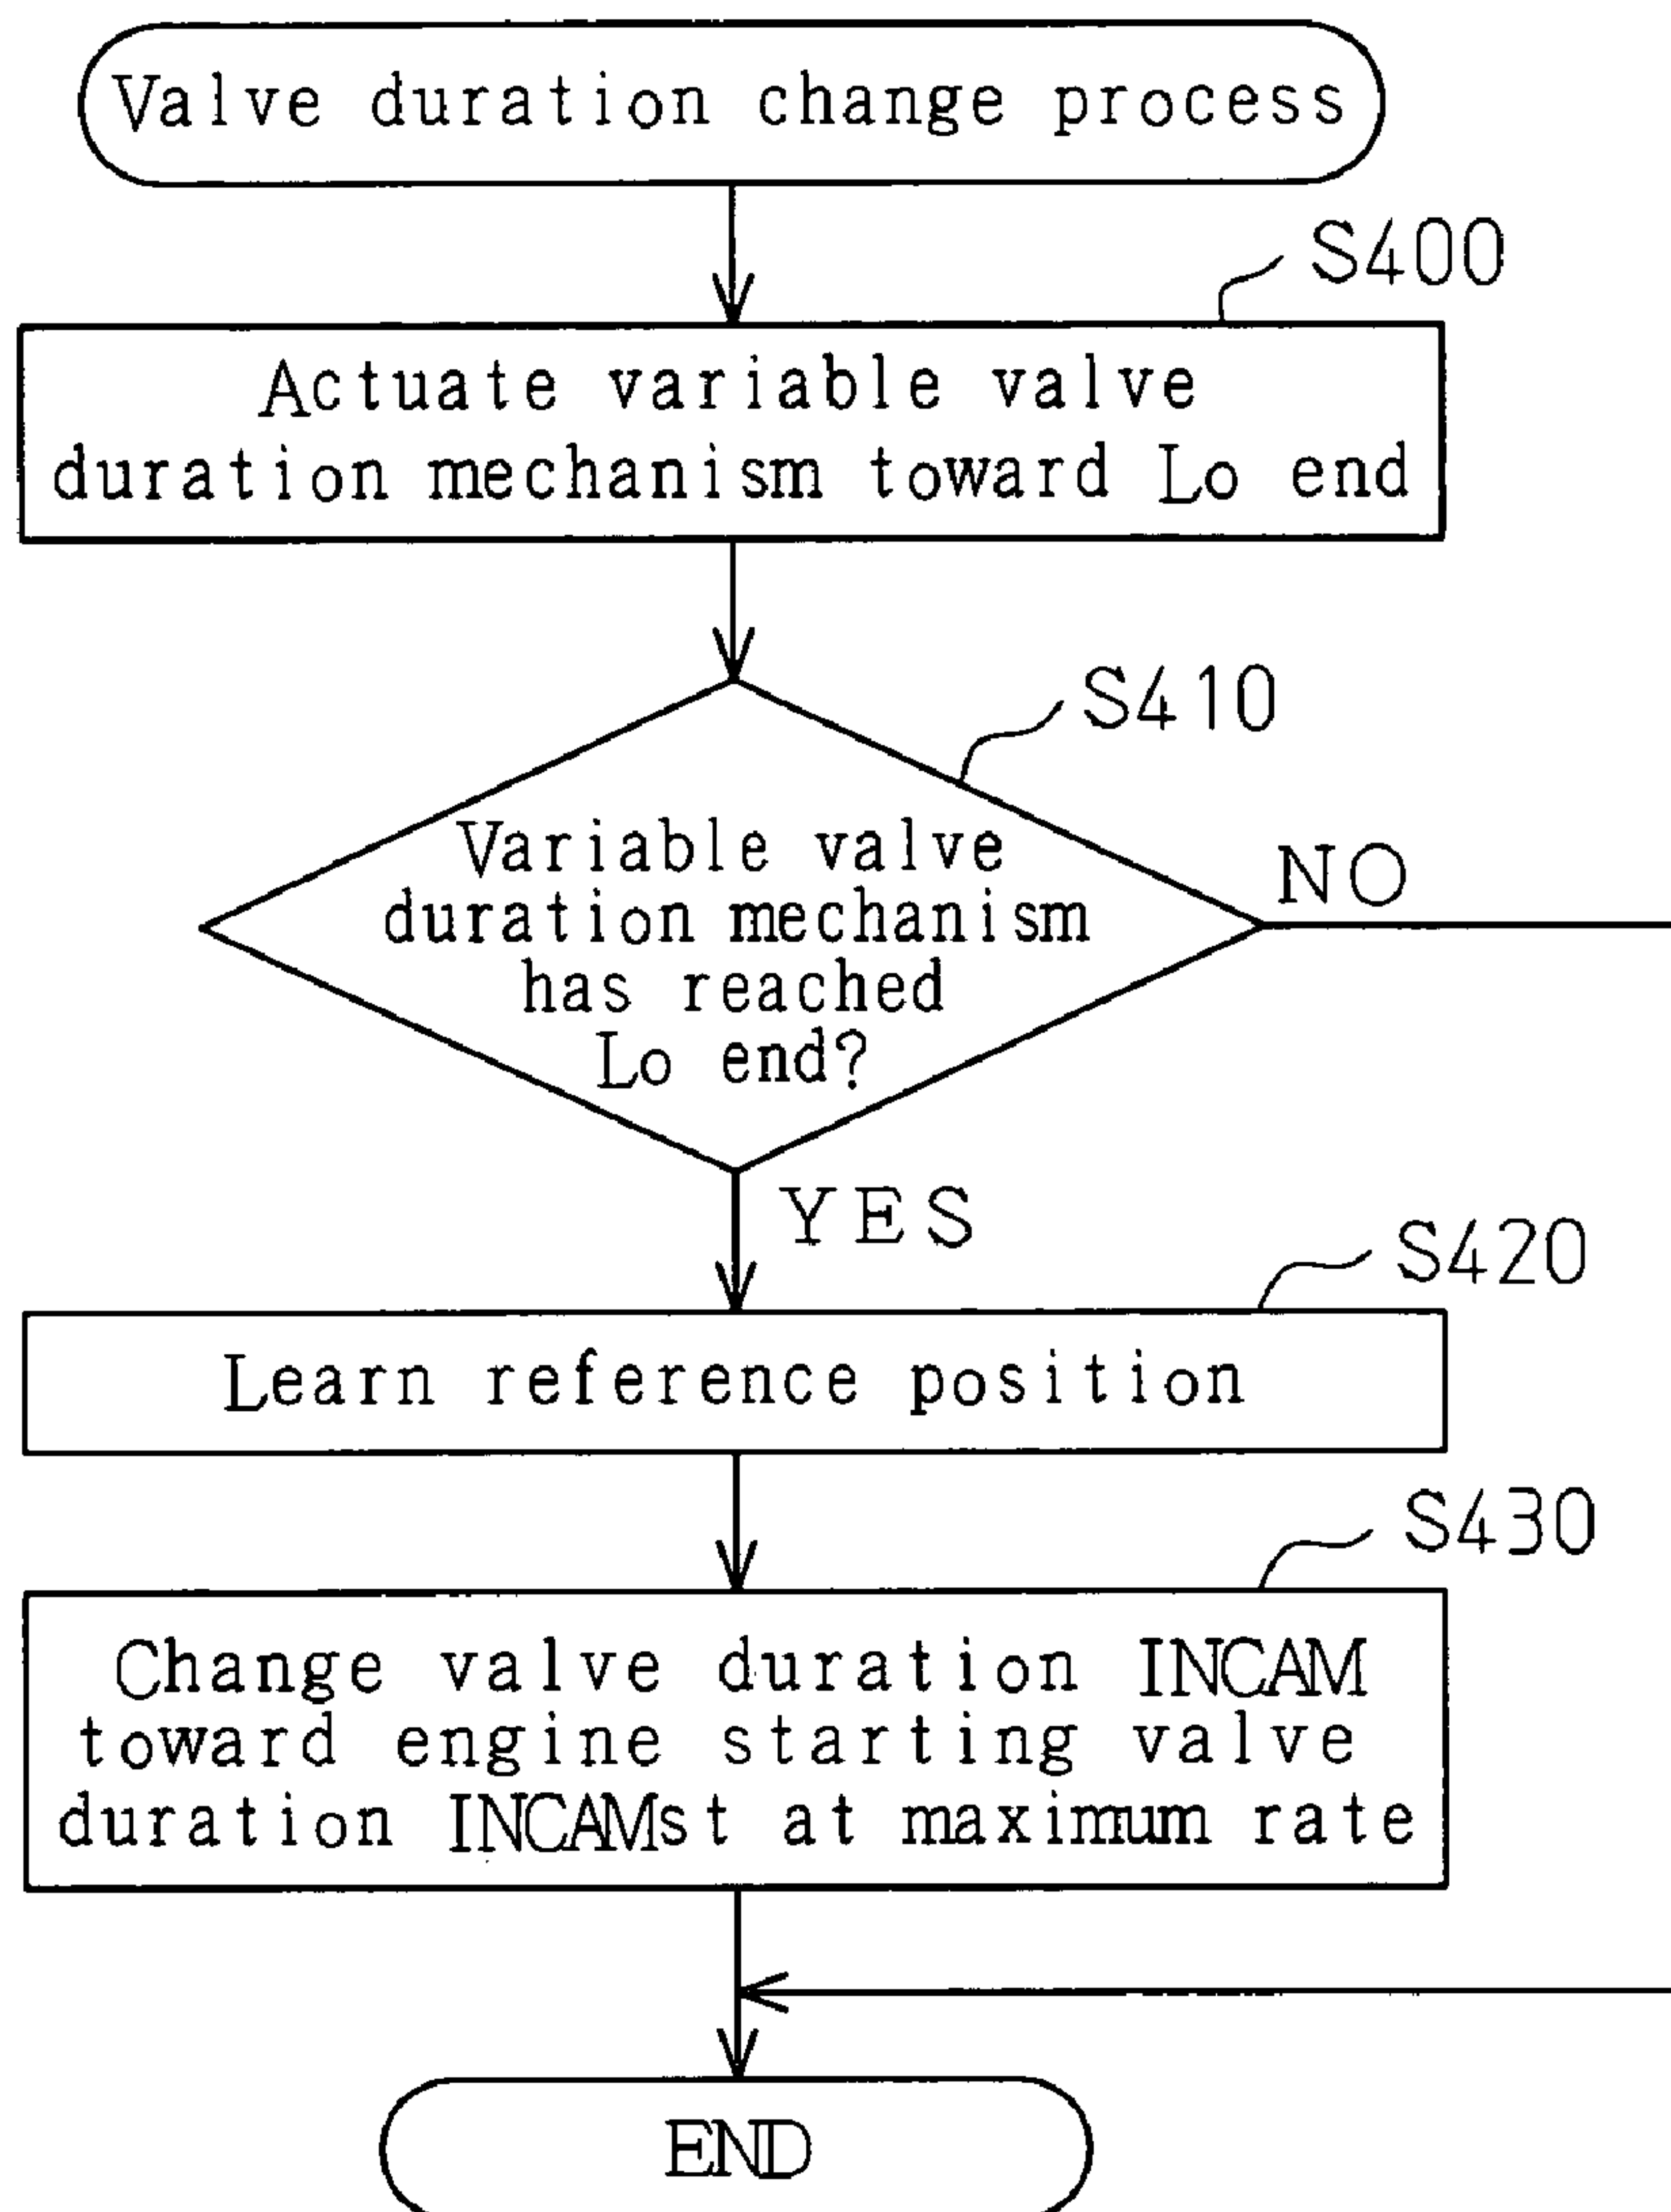 Valve duration change process
S400
Actuate variable valve
duration mechanism toward Lo end
S410
Variable valve
duration mechanism
has reached
Lo end?
NO
YES
S420
Learn reference position
S430
Change valve duration INCAM
toward engine starting valve
duration INCAMst at maximum rate
END